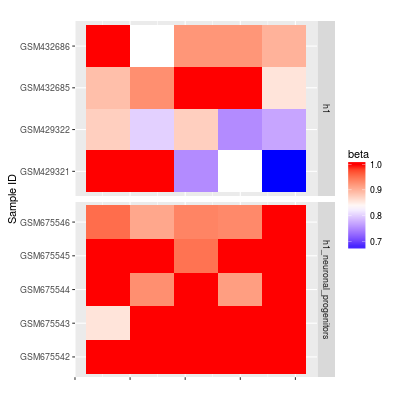 GSM432686
GSM432685
GSM429322
GSM429321
h1
Sample ID
GSM675546
GSM675545
GSM675544
GSM675543
GSM675542
h1_neuronal_progenitors
beta
1.0
0.9
0.8
0.7